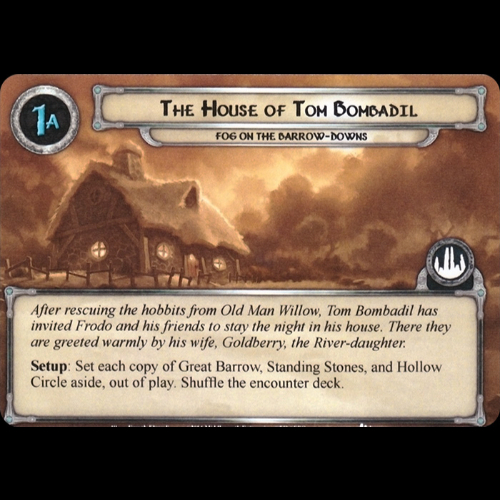 1A
The House of Tom Bombadil
Fog on the Barrow-downs
After rescuing the hobbits from Old Man Willow, Tom Bombadil has
invited Frodo and his friends to stay the night in his house. There they
are greeted warmly by his wife, Goldberry, the River-daughter.
Setup: Set each copy of Great Barrow, Standing Stones, and Hollow
Circle aside, out of play. Shuffle the encounter deck.